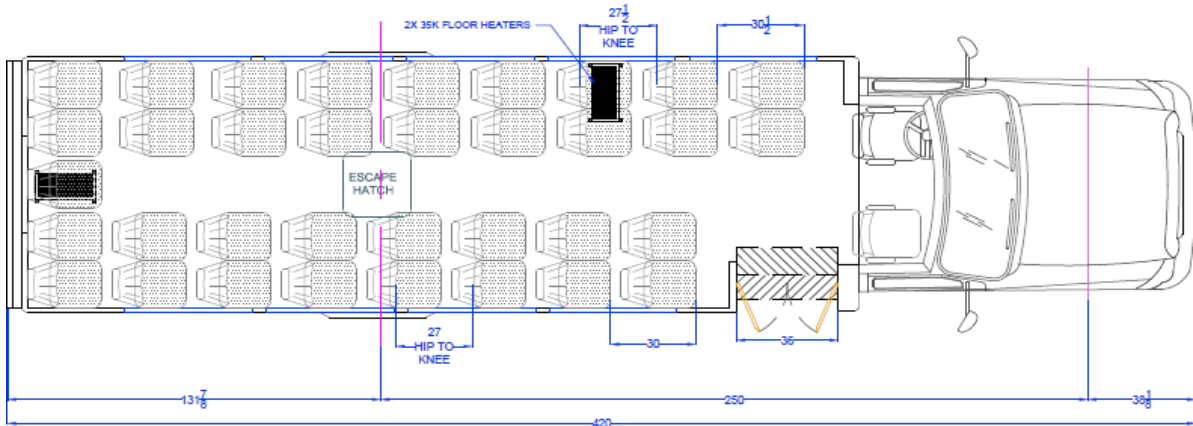 2X 35K FLOOR HEATERS
27 1/2
HIP TO
KNEE
30 1/2
ESCAPE
HATCH
27
HIP TO
KNEE
30
36
131 7/8
250
38 1/8
420